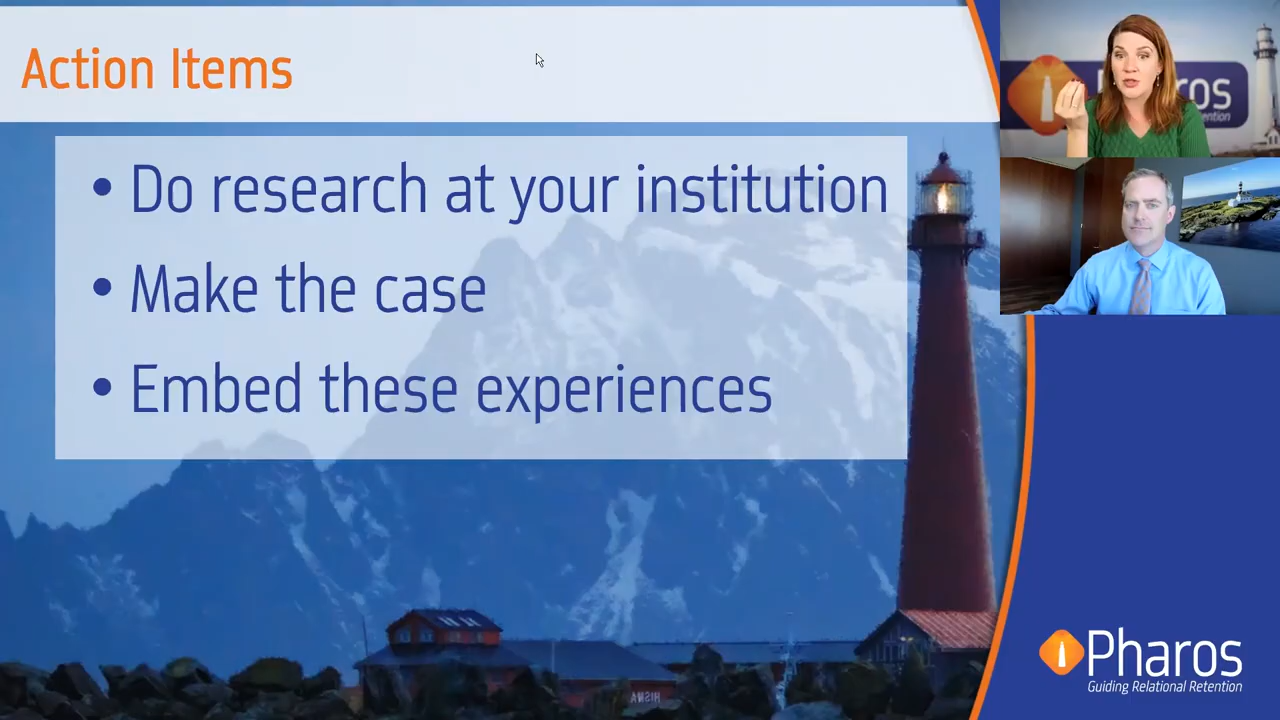 Action Items
• Do research at your institution
• Make the case
• Embed these experiences
Pharos
Guiding Relational Retention